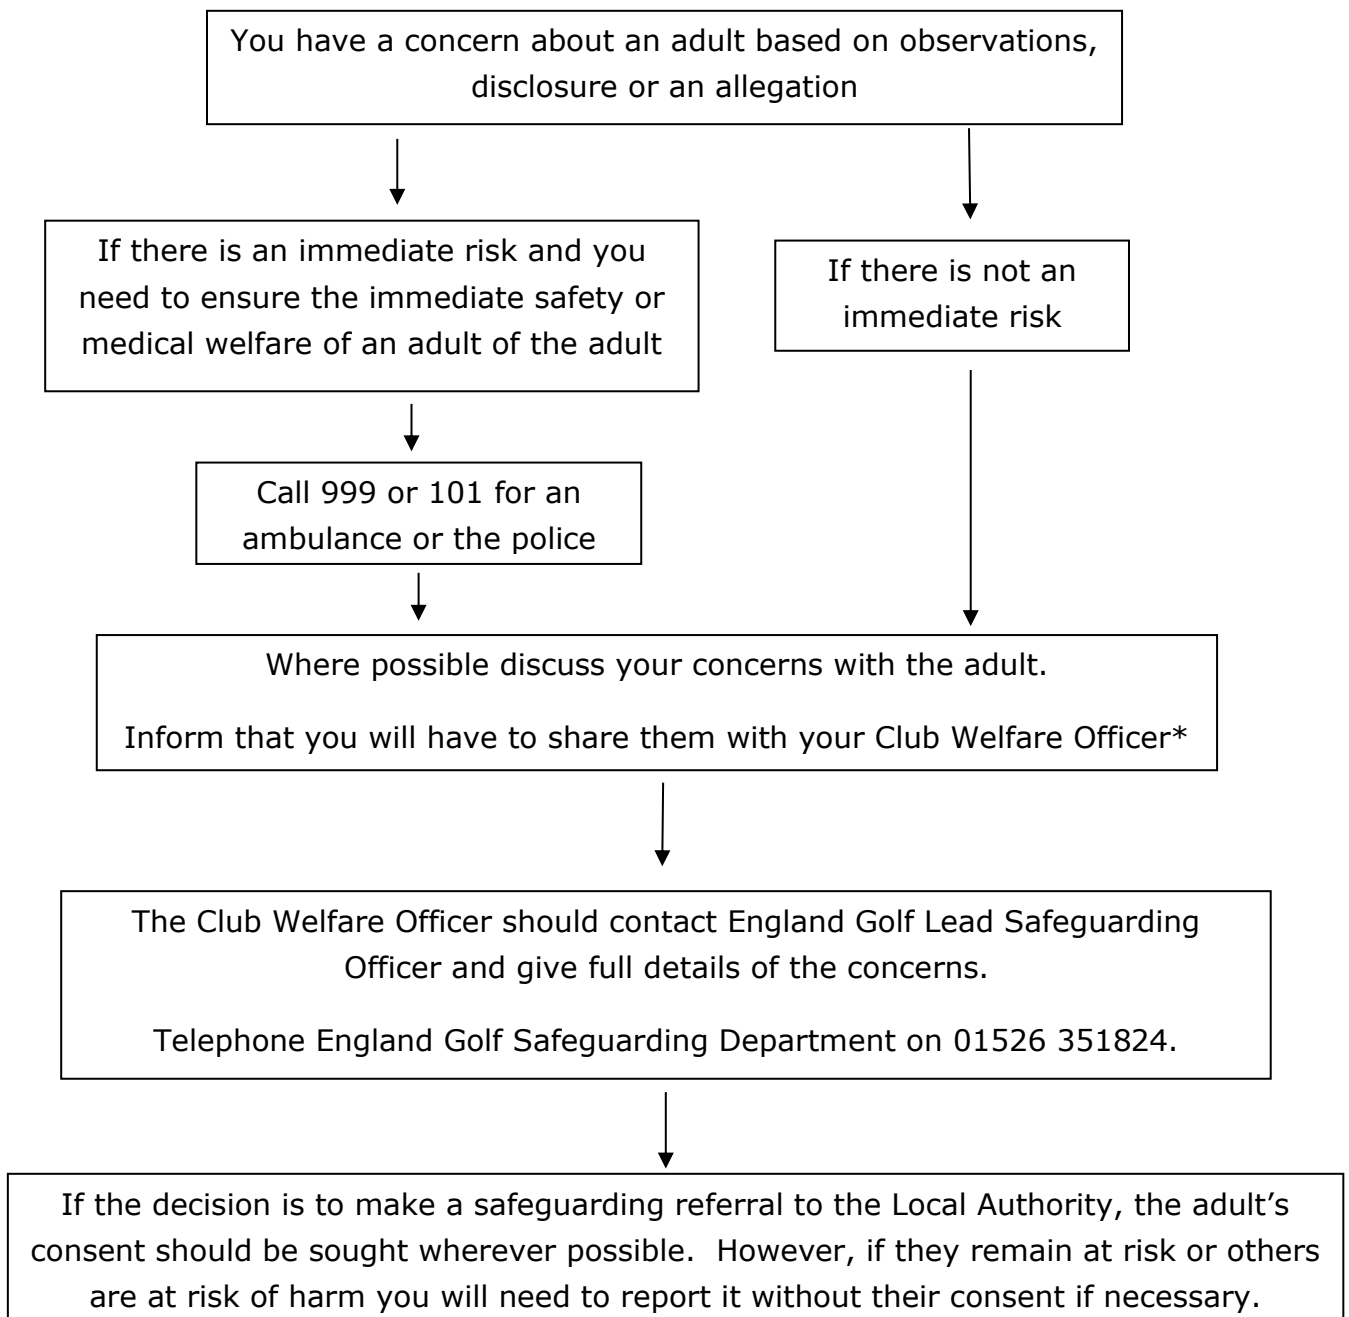 You have a concern about an adult based on observations,
disclosure or an allegation
If there is an immediate risk and you
need to ensure the immediate safety or
medical welfare of an adult of the adult
If there is not an
immediate risk
Call 999 or 101 for an
ambulance or the police
Where possible discuss your concerns with the adult.
Inform that you will have to share them with your Club Welfare Officer*
The Club Welfare Officer should contact England Golf Lead Safeguarding
Officer and give full details of the concerns.
Telephone England Golf Safeguarding Department on 01526 351824.
If the decision is to make a safeguarding referral to the Local Authority, the adult’s
consent should be sought wherever possible.  However, if they remain at risk or others
are at risk of harm you will need to report it without their consent if necessary.